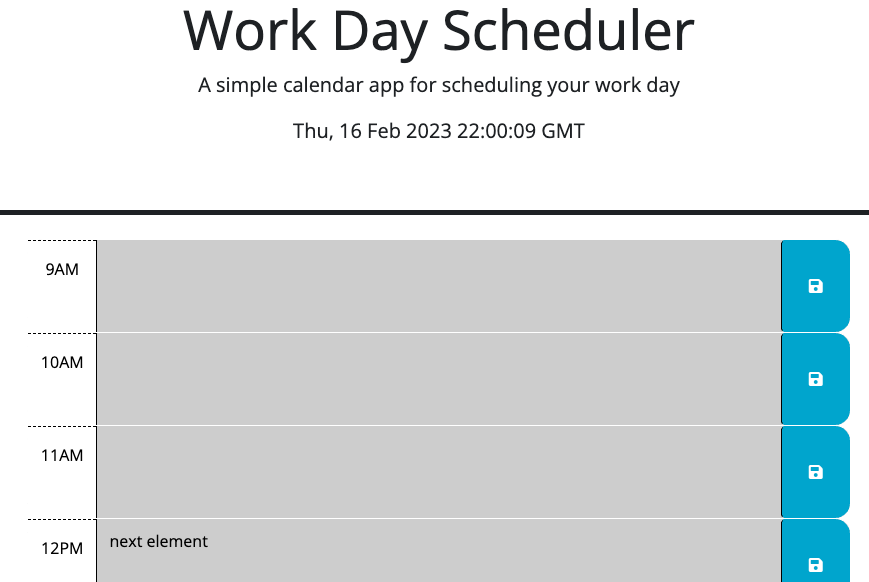 Work Day Scheduler
A simple calendar app for scheduling your work day
Thu, 16 Feb 2023 22:00:09 GMT
9AM
10AM
11AM
12PM
next element